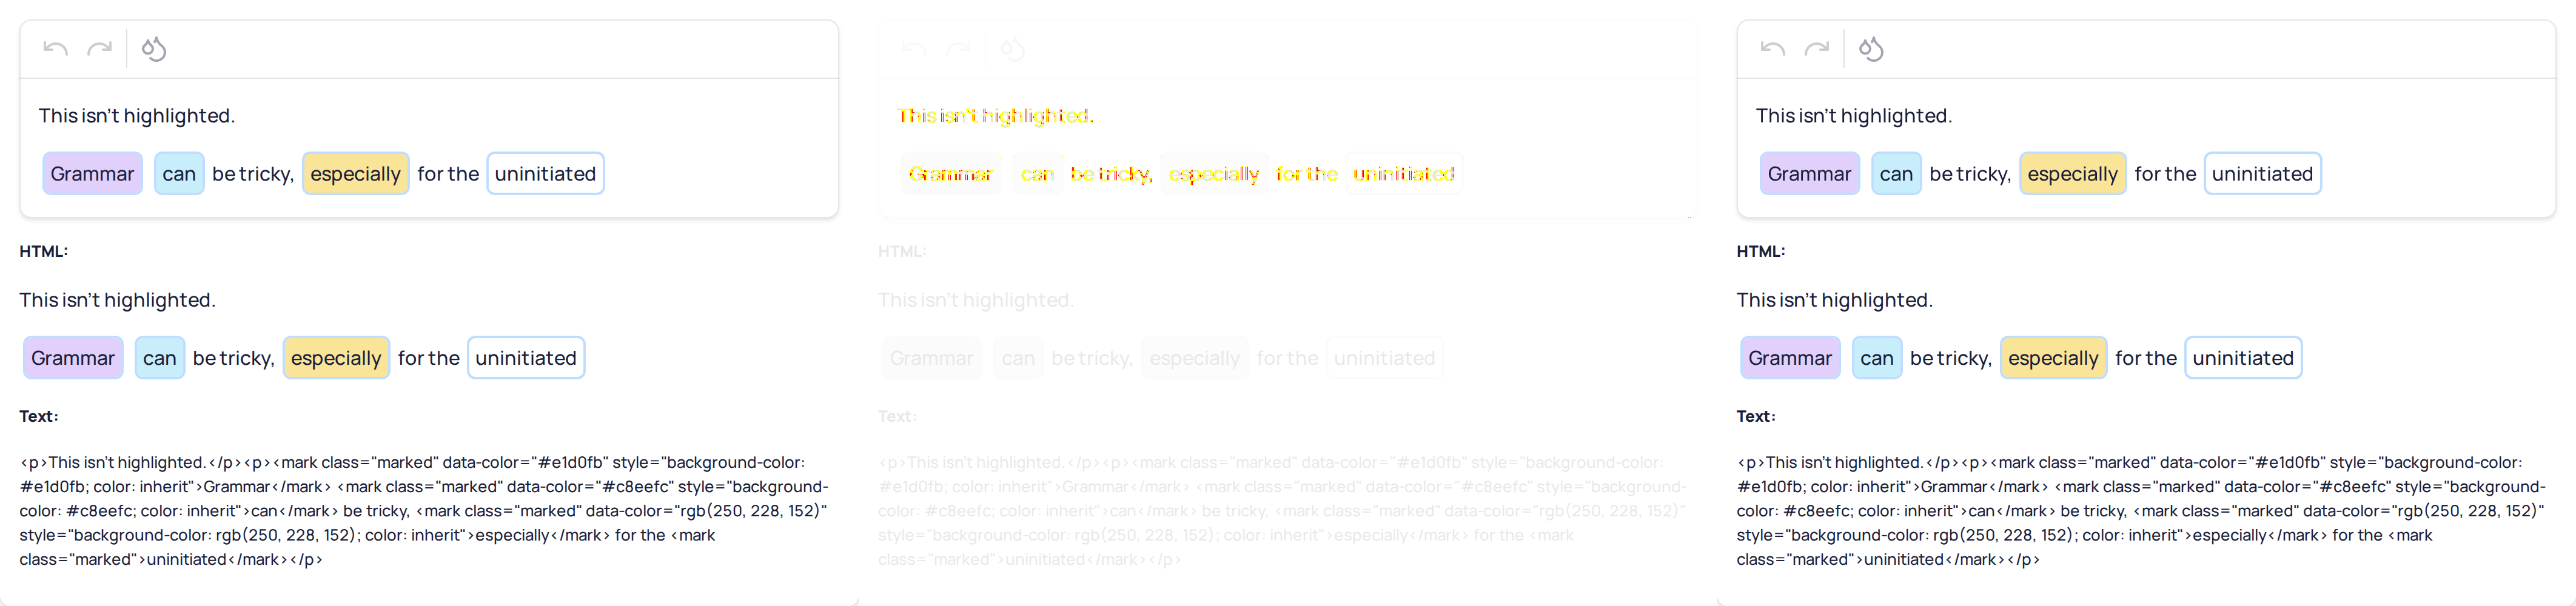 This isn’t highlighted.
Grammar can be tricky, especially for the uninitiated
HTML:
This isn’t highlighted.
Grammar can be tricky, especially for the uninitiated
Text:
<p>This isn’t highlighted.</p><p><mark class="marked" data-color="#e1d0fb" style="background-color:
#e1d0fb; color: inherit">Grammar</mark> <mark class="marked" data-color="#c8eefc" style="background-
color: #c8eefc; color: inherit">can</mark> be tricky, <mark class="marked" data-color="rgb(250, 228, 152)"
style="background-color: rgb(250, 228, 152); color: inherit">especially</mark> for the <mark
class="marked">uninitiated</mark></p>
This isn’t highlighted.
Grammar can be tricky, especially for the uninitiated
HTML:
This isn’t highlighted.
Grammar can be tricky, especially for the uninitiated
Text:
<p>This isn’t highlighted.</p><p><mark class="marked" data-color="#e1d0fb" style="background-color:
#e1d0fb; color: inherit">Grammar</mark> <mark class="marked" data-color="#c8eefc" style="background-
color: #c8eefc; color: inherit">can</mark> be tricky, <mark class="marked" data-color="rgb(250, 228, 152)"
style="background-color: rgb(250, 228, 152); color: inherit">especially</mark> for the <mark
class="marked">uninitiated</mark></p>
This isn’t highlighted.
Grammar can be tricky, especially for the uninitiated
HTML:
This isn’t highlighted.
Grammar can be tricky, especially for the uninitiated
Text:
<p>This isn’t highlighted.</p><p><mark class="marked" data-color="#e1d0fb" style="background-color:
#e1d0fb; color: inherit">Grammar</mark> <mark class="marked" data-color="#c8eefc" style="background-
color: #c8eefc; color: inherit">can</mark> be tricky, <mark class="marked" data-color="rgb(250, 228, 152)"
style="background-color: rgb(250, 228, 152); color: inherit">especially</mark> for the <mark
class="marked">uninitiated</mark></p>